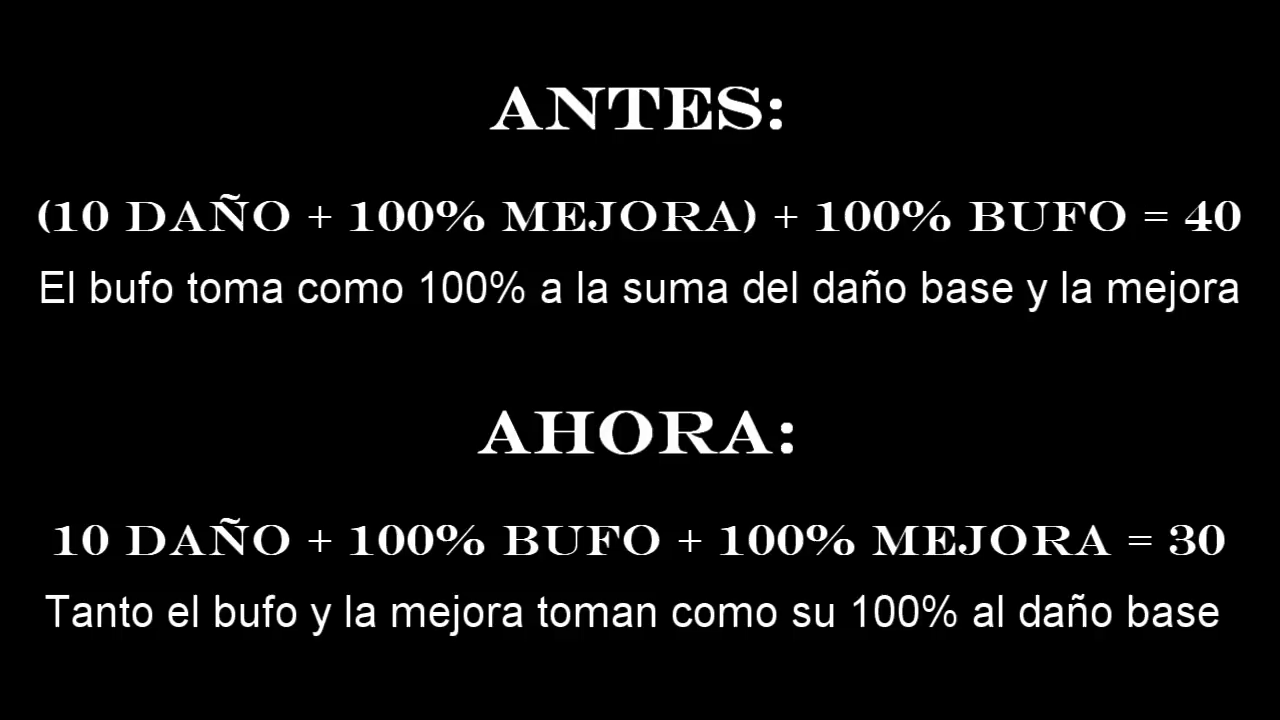 ANTES:
(10 DAÑO + 100% MEJORA) + 100% BUFO = 40
El bufo toma como 100% a la suma del daño base y la mejora
AHORA:
10 DAÑO + 100% BUFO + 100% MEJORA = 30
Tanto el bufo y la mejora toman como su 100% al daño base